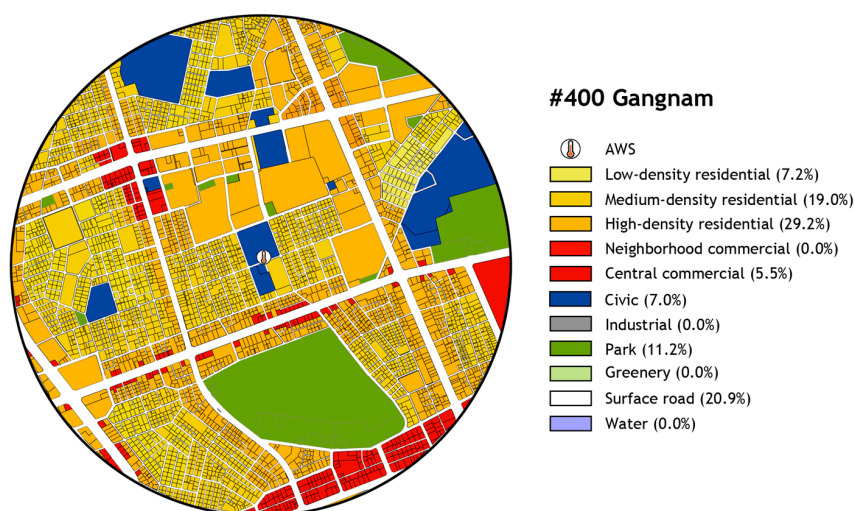 #400 Gangnam
AWS
Low-density residential (7.2%)
Medium-density residential (19.0%)
High-density residential (29.2%)
Neighborhood commercial (0.0%)
Central commercial (5.5%)
Civic (7.0%)
Industrial (0.0%)
Park (11.2%)
Greenery (0.0%)
Surface road (20.9%)
Water (0.0%)